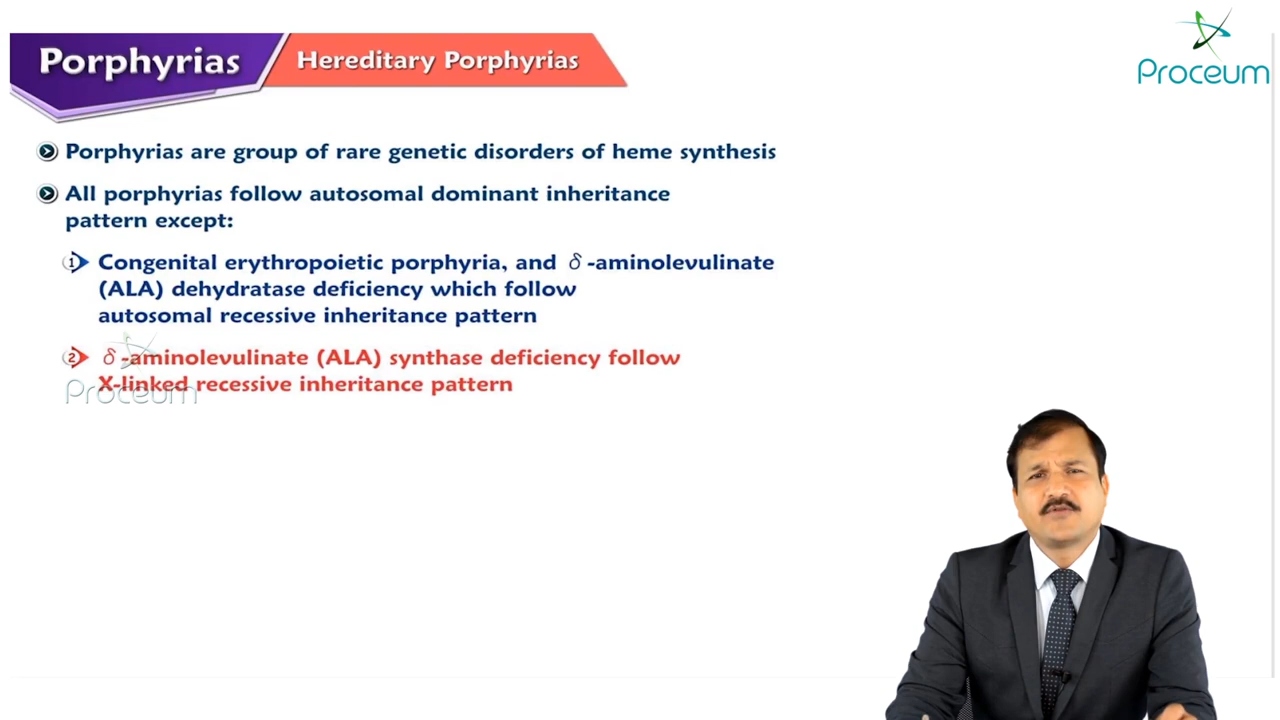 Porphyrias
Hereditary Porphyrias
Proceum
Porphyrias are group of rare genetic disorders of heme synthesis
All porphyrias follow autosomal dominant inheritance
pattern except:
1 Congenital erythropoietic porphyria, and δ-aminolevulinate
(ALA) dehydratase deficiency which follow
autosomal recessive inheritance pattern
2 δ-aminolevulinate (ALA) synthase deficiency follow
X-linked recessive inheritance pattern
Proceum